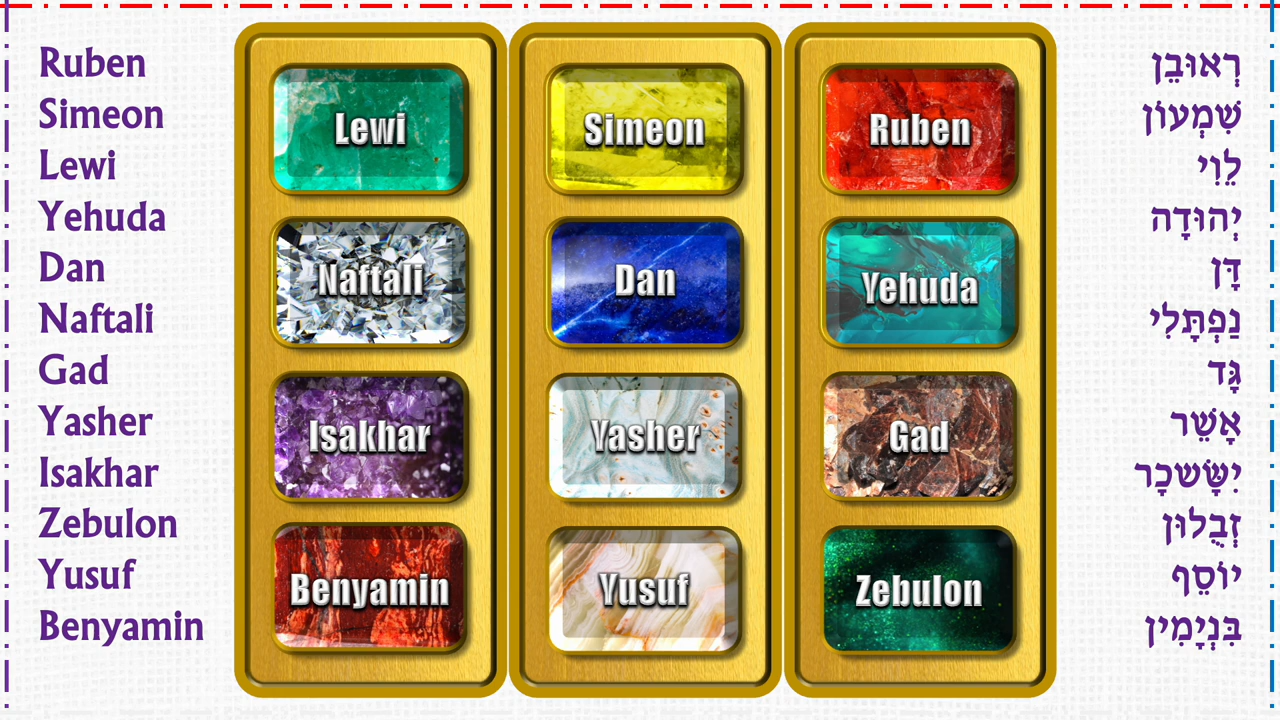 Ruben
Simeon
Lewi
Yehuda
Dan
Naftali
Gad
Yasher
Isakhar
Zebulon
Yusuf
Benyamin
Lewi Simeon Ruben
Naftali Dan Yehuda
Isakhar Yasher Gad
Benyamin Yusuf Zebulon
רְאוּבֵן
שִׁמְעוֹן
לֵוִי
יְהוּדָה
דָּן
נַפְתָּלִי
גָּד
אָשֵׁר
יִשָּׂשכָר
זְבֻלוּן
יוֹסֵף
בִּנְיָמִין